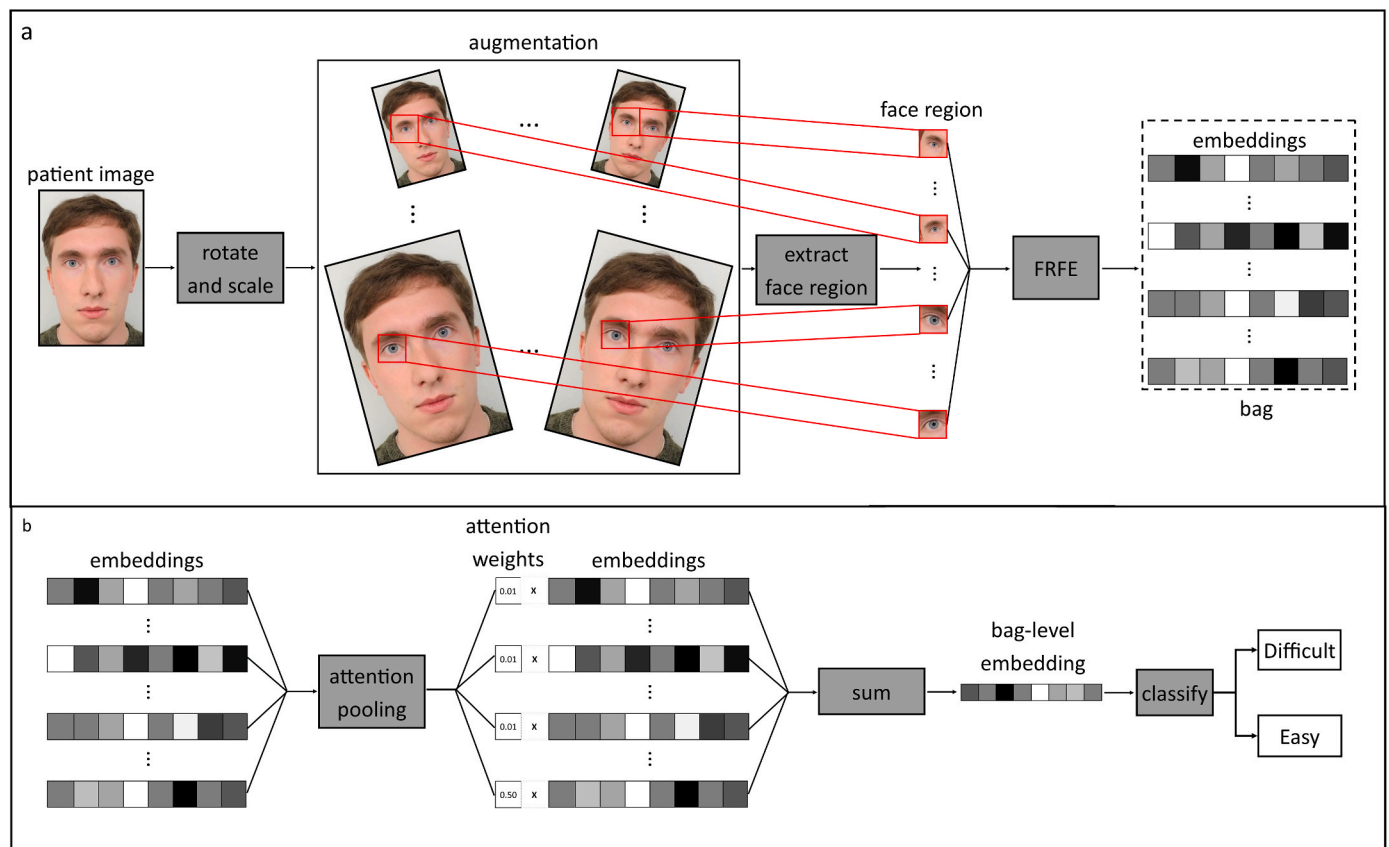 a
augmentation
face region
embeddings
patient image
rotate
and scale
...
...
...
...
extract
face region
FRFE
...
...
...
...
...
...
bag
b
attention
weights
embeddings
embeddings
0.01 x
...
...
bag-level
embedding
Difficult
0.01 x
attention
pooling
sum
classify
...
...
0.01 x
Easy
...
...
0.50 x